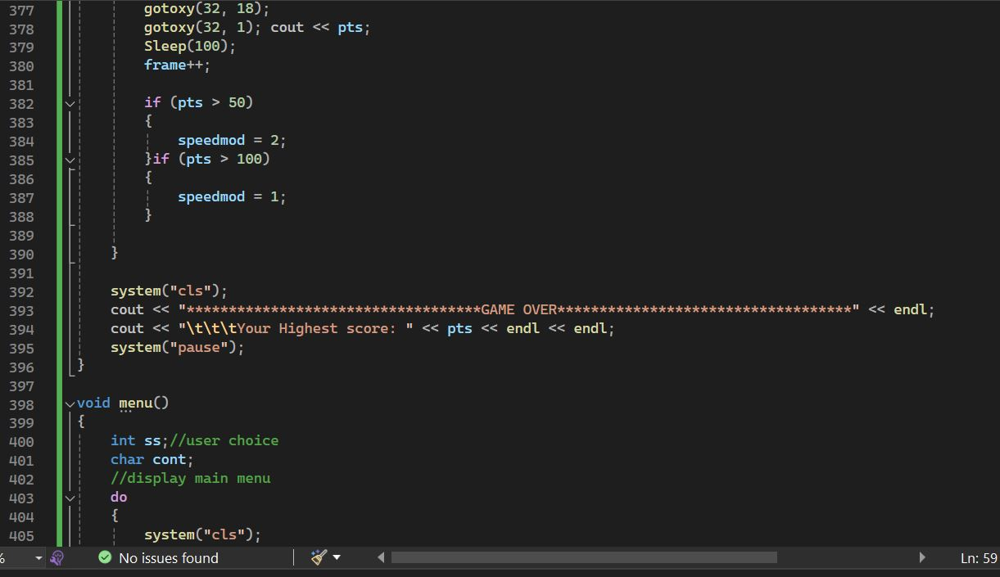 377 gotoxy(32, 18);
378 gotoxy(32, 1); cout << pts;
379 Sleep(100);
380 frame++;
381
382 if (pts > 50)
383 {
384 speedmod = 2;
385 }if (pts > 100)
386 {
387 speedmod = 1;
388 }
389
390 }
391
392 system("cls");
393 cout << "***********************************GAME OVER***********************************" << endl;
394 cout << "\t\t\tYour Highest score: " << pts << endl << endl;
395 system("pause");
396 }
397
398 void menu()
399 {
400 int ss;//user choice
401 char cont;
402 //display main menu
403 do
404 {
405 system("cls");
% No issues found Ln: 59